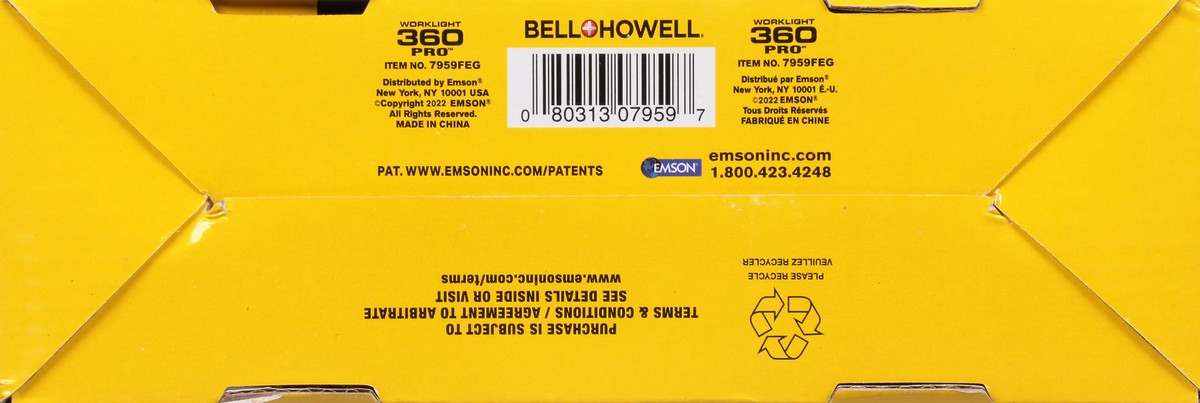 WORKLIGHT
360
PRO™
ITEM NO. 7959FEG
Distributed by Emson®
New York, NY 10001 USA
©Copyright 2022 EMSON®
All Rights Reserved.
MADE IN CHINA
BELL+HOWELL®
0 80313 07959 7
WORKLIGHT
360
PRO™
ITEM NO. 7959FEG
Distribué par Emson®
New York, NY 10001 É.-U.
©2022 EMSON®
Tous Droits Réservés
FABRIQUÉ EN CHINE
PAT. WWW.EMSONINC.COM/PATENTS
EMSON®
emsoninc.com
1.800.423.4248
PURCHASE IS SUBJECT TO
TERMS & CONDITIONS / AGREEMENT TO ARBITRATE
SEE DETAILS INSIDE OR VISIT
www.emsoninc.com/terms
PLEASE RECYCLE
VEUILLEZ RECYCLER